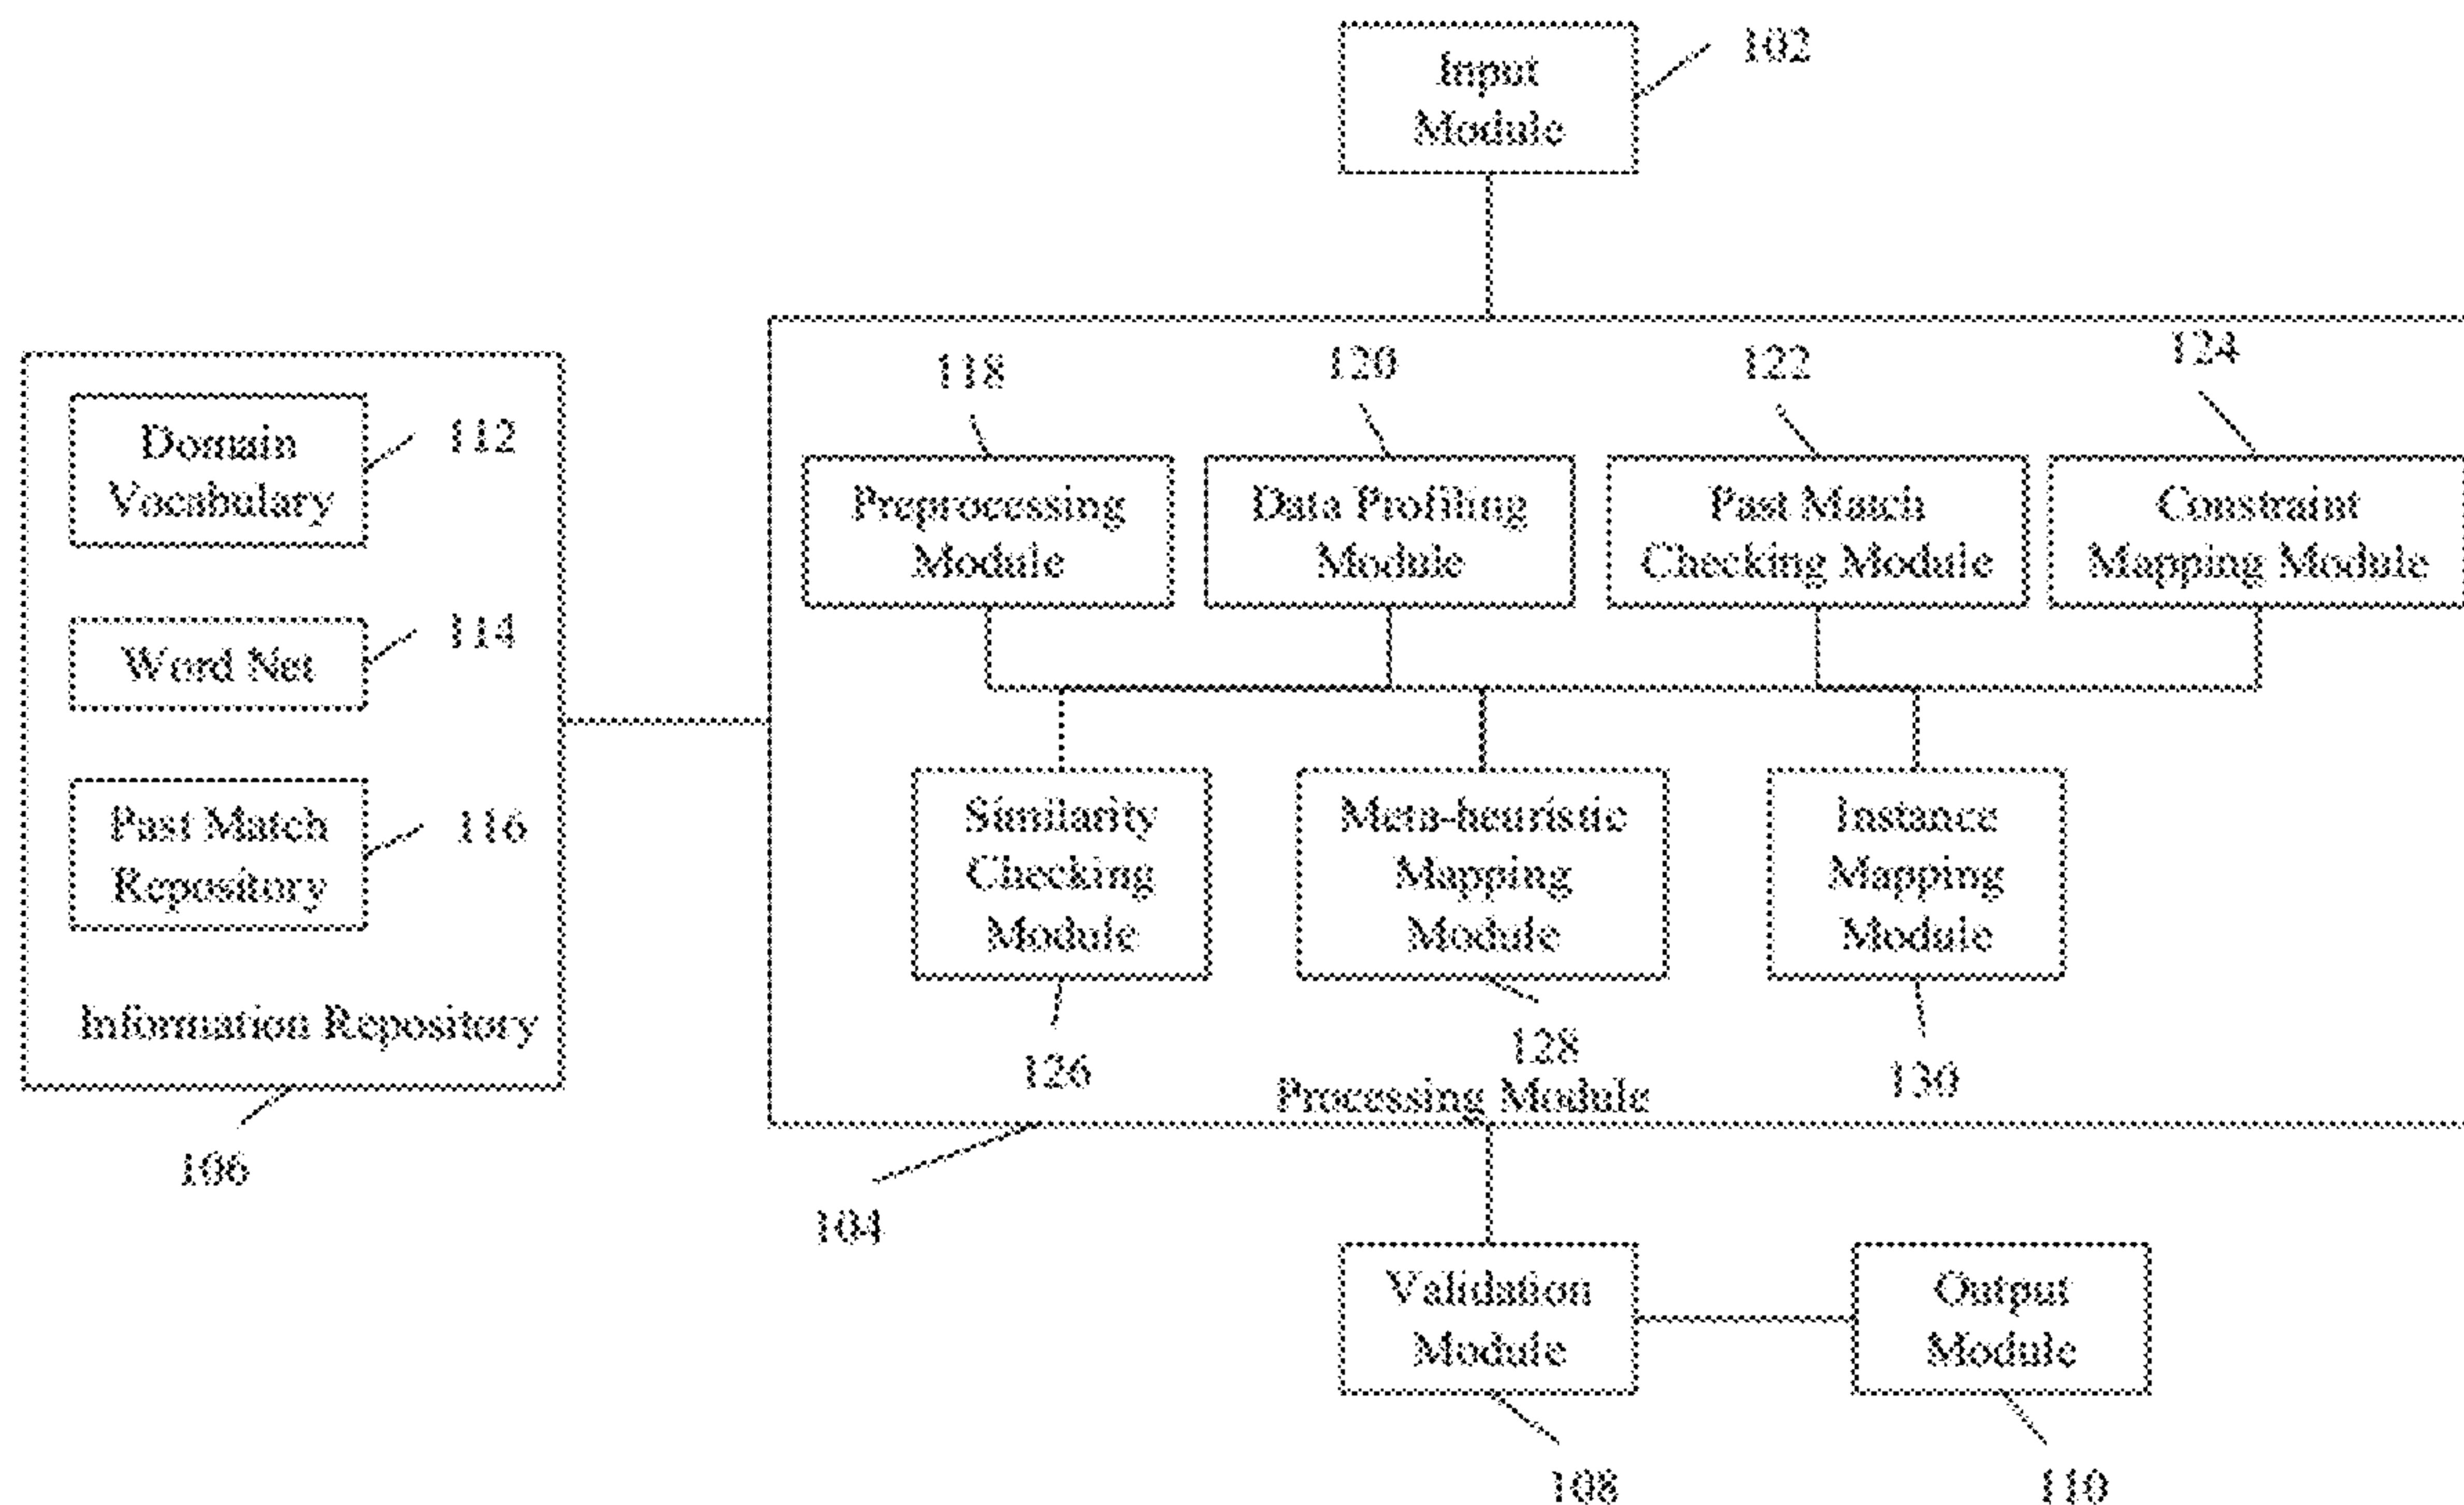 Input
Module
102
Domain
Vocabulary
112
Word Net
114
Past Match
Repository
116
Information Repository
106
118
120
122
124
Preprocessing
Module
Data Profiling
Module
Past Match
Checking Module
Constraint
Mapping Module
Similarity
Checking
Module
Meta-heuristic
Mapping
Module
Instance
Mapping
Module
126
128
130
Processing Module
104
Validation
Module
Output
Module
108
110